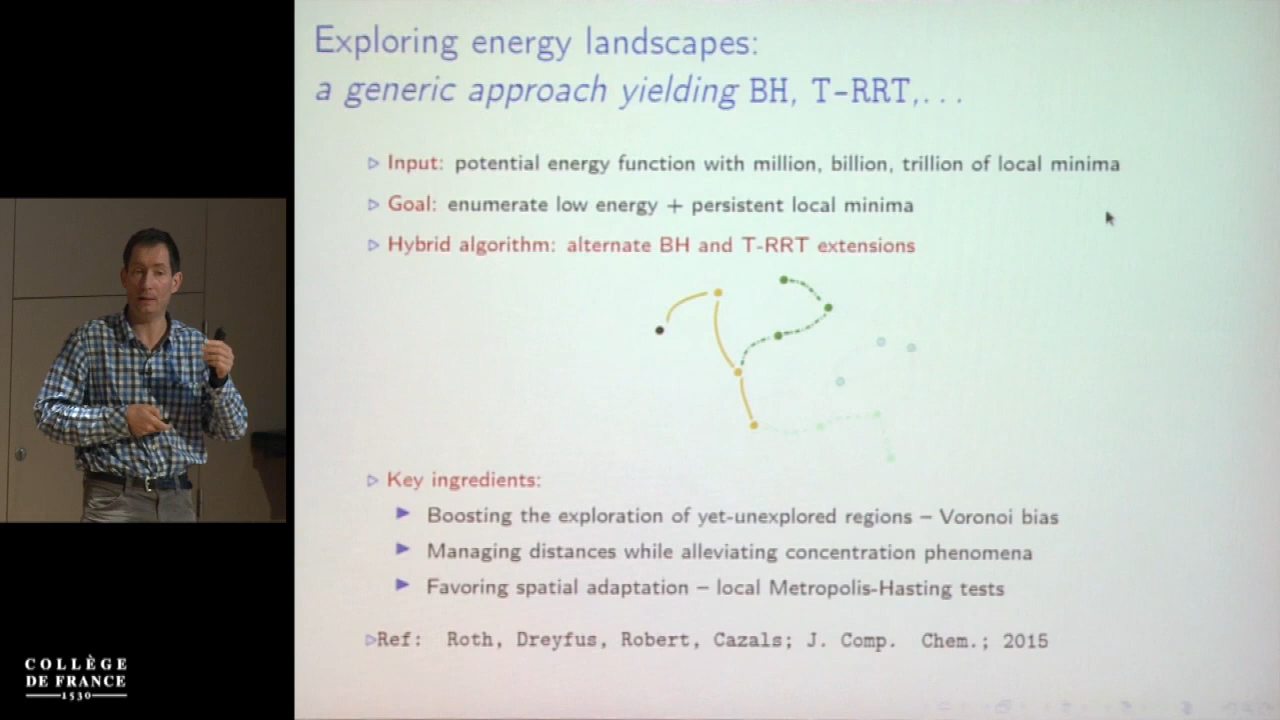 Exploring energy landscapes:
a generic approach yielding BH, T-RRT,...
▷ Input: potential energy function with million, billion, trillion of local minima
▷ Goal: enumerate low energy + persistent local minima
▷ Hybrid algorithm: alternate BH and T-RRT extensions
▷ Key ingredients:
▶ Boosting the exploration of yet-unexplored regions – Voronoi bias
▶ Managing distances while alleviating concentration phenomena
▶ Favoring spatial adaptation – local Metropolis-Hasting tests
▷Ref: Roth, Dreyfus, Robert, Cazals; J. Comp. Chem.; 2015
COLLÈGE
DE FRANCE
1530